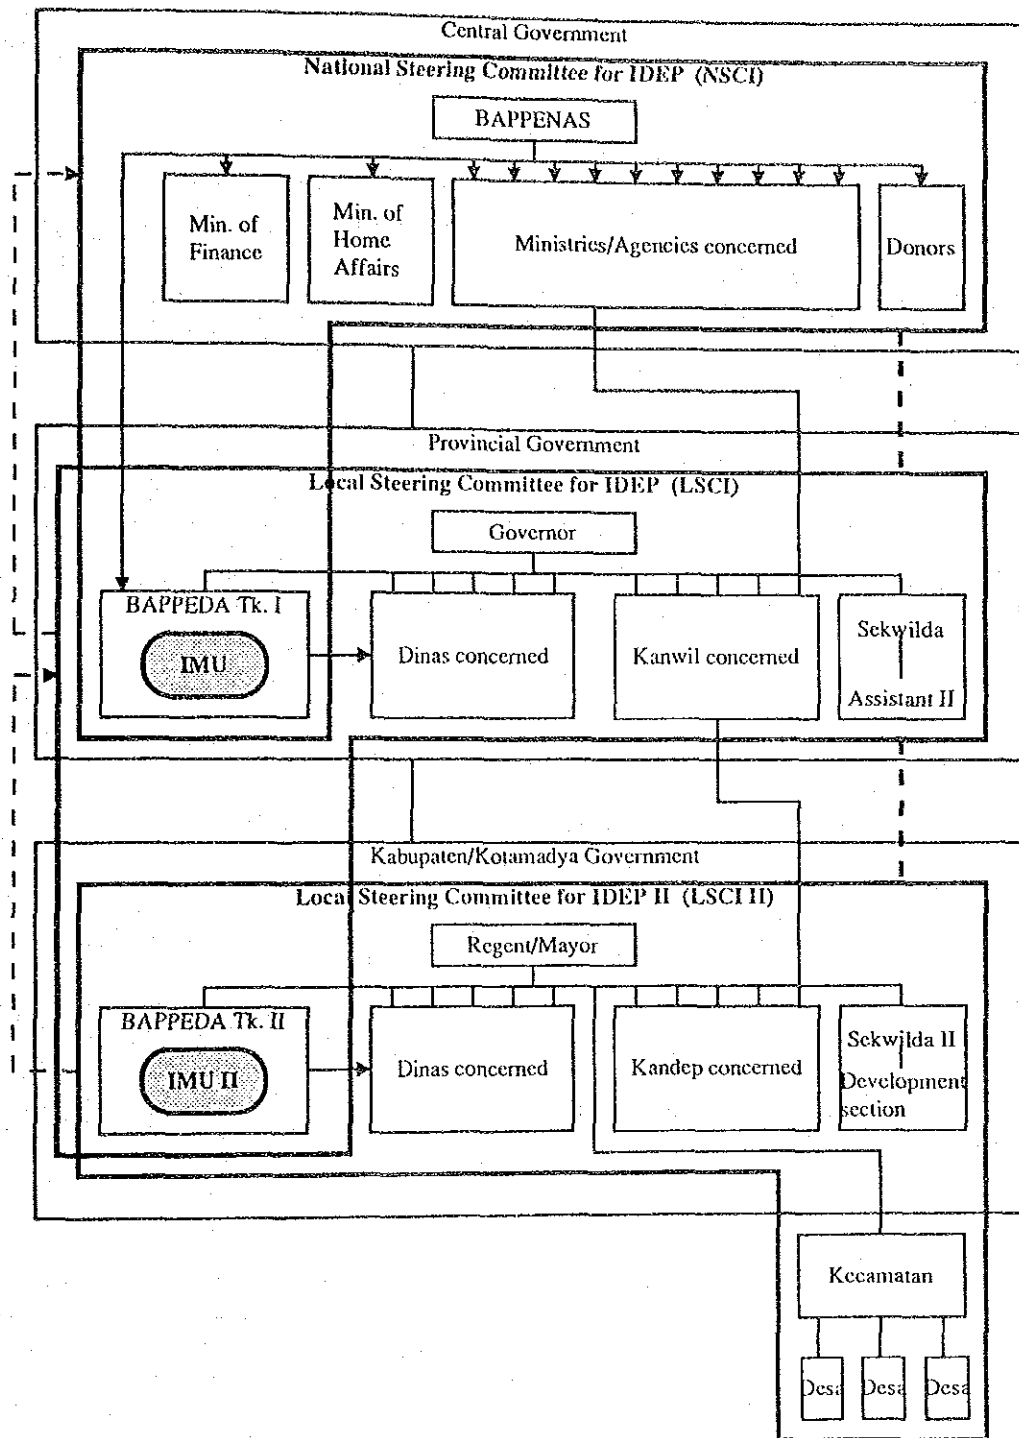 Central Government
National Steering Committee for IDEP (NSCI)
BAPPENAS
Min. of
Finance
Min. of
Home
Affairs
Ministries/Agencies concerned
Donors
Provincial Government
Local Steering Committee for IDEP (LSCI)
Governor
BAPPEDA Tk. I
IMU
Dinas concerned
Kanwil concerned
Sekwilda
Assistant II
Kabupaten/Kotamadya Government
Local Steering Committee for IDEP II (LSCI II)
Regent/Mayor
BAPPEDA Tk. II
IMU II
Dinas concerned
Kandep concerned
Sekwilda II
Development
section
Kecamatan
Desa
Desa
Desa